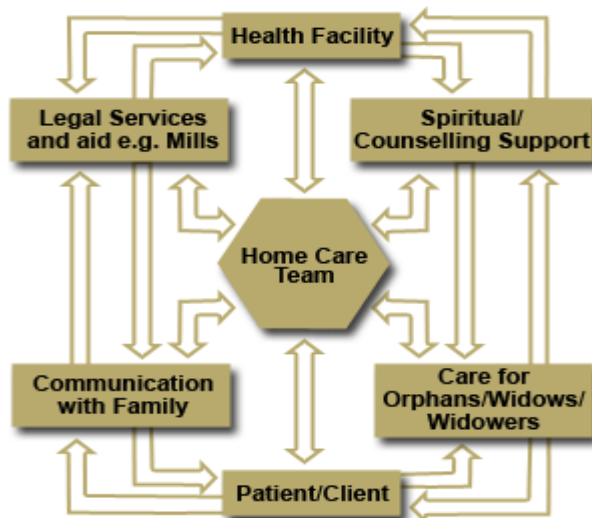 Health Facility
Legal Services
and aid e.g. Mills
Spiritual/
Counselling Support
Home Care
Team
Communication
with Family
Care for
Orphans/Widows/
Widowers
Patient/Client